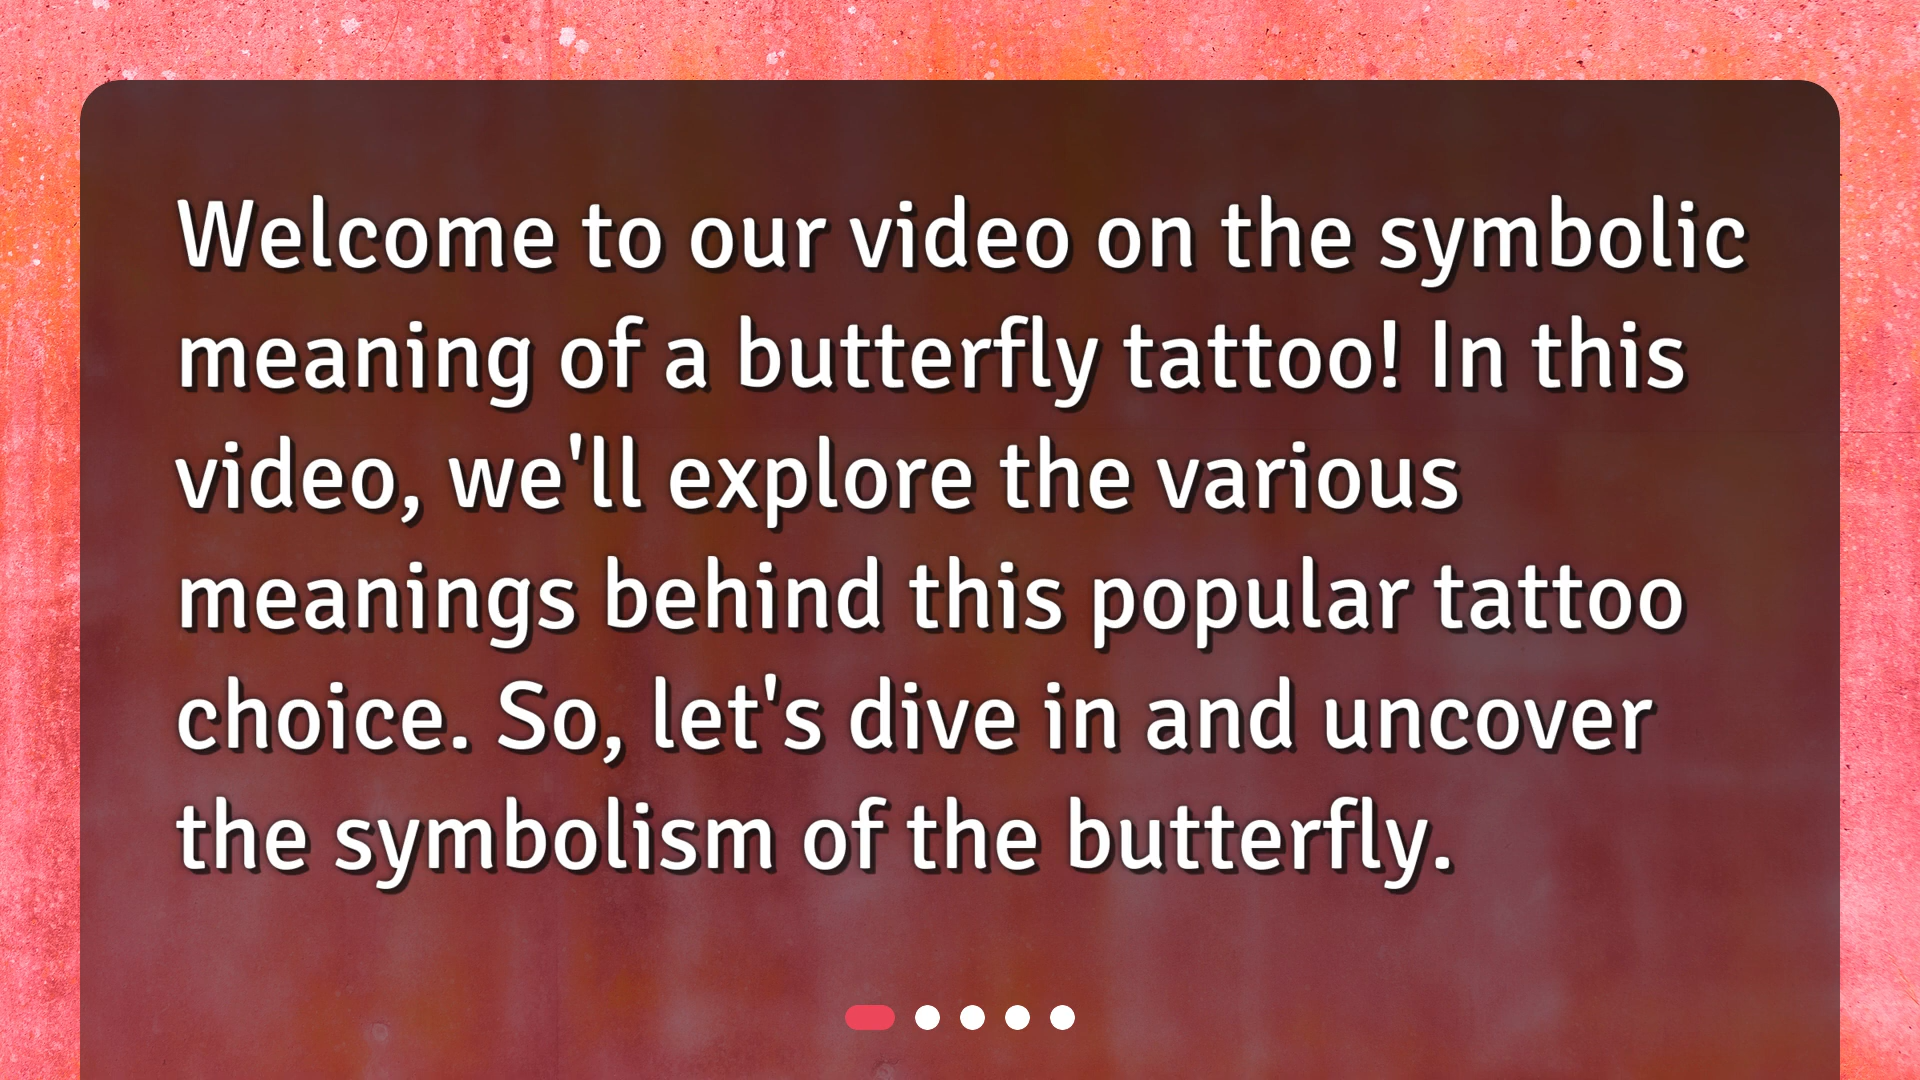 Welcome to our video on the symbolic
meaning of a butterfly tattoo! In this
video, we'll explore the various
meanings behind this popular tattoo
choice. So, let's dive in and uncover
the symbolism of the butterfly.